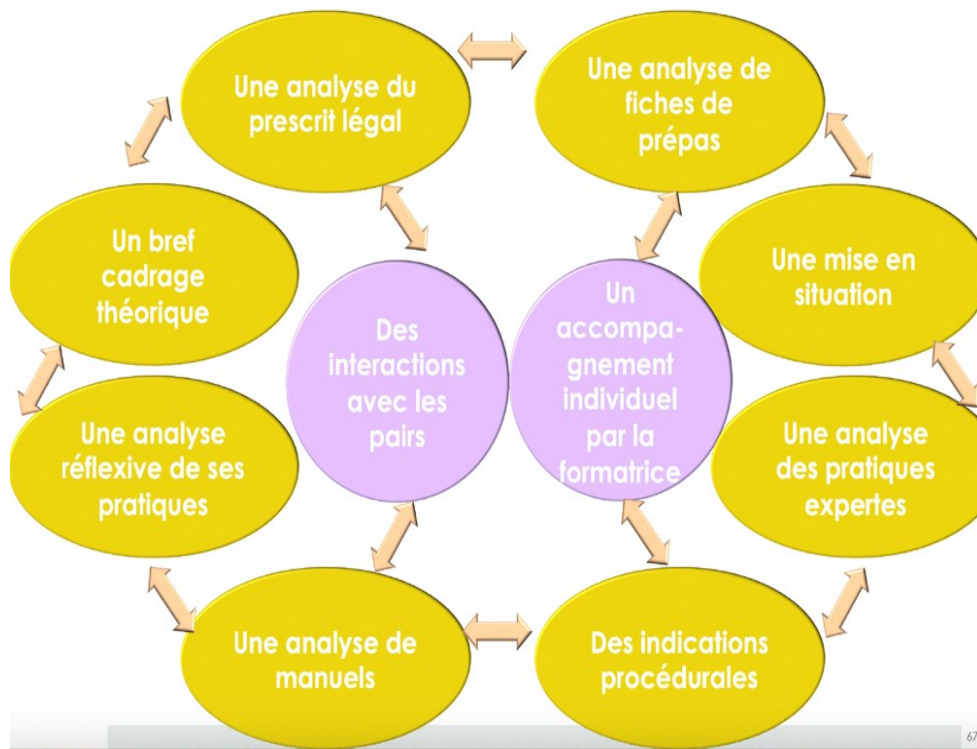 Une analyse du
prescrit légal
Une analyse de
fiches de
prépas
Un bref
cadrage
théorique
Une mise en
situation
Des
interactions
avec les
pairs
Un
accompa-
gnement
individuel
par la
formatrice
Une analyse
réflexive de ses
pratiques
Une analyse
des pratiques
expertes
Une analyse de
manuels
Des indications
procédurales